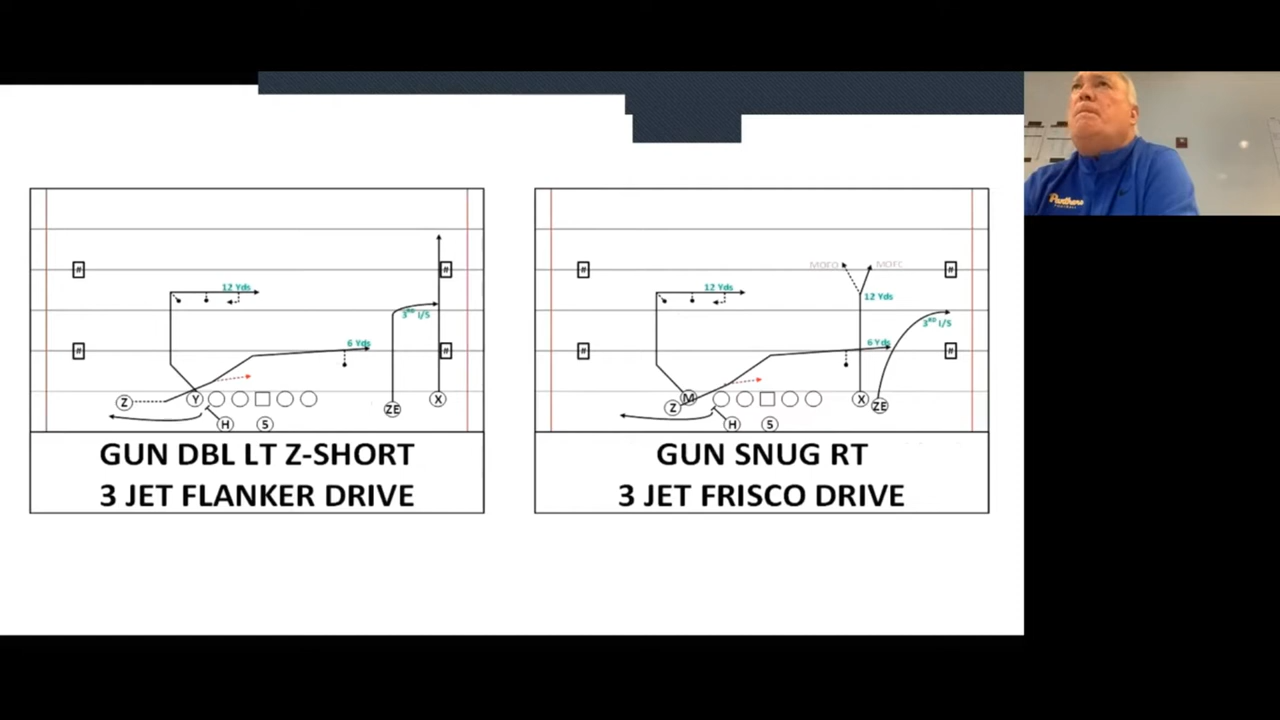 12 Yds
3RD I/S
6 Yds
#
#
#
#
Z
Y
H
5
ZE
X
GUN DBL LT Z-SHORT
3 JET FLANKER DRIVE
MOFO
MOFC
12 Yds
12 Yds
3RD I/S
6 Yds
#
#
#
#
M
Z
H
5
X
ZE
GUN SNUG RT
3 JET FRISCO DRIVE
Panthers
FOOTBALL